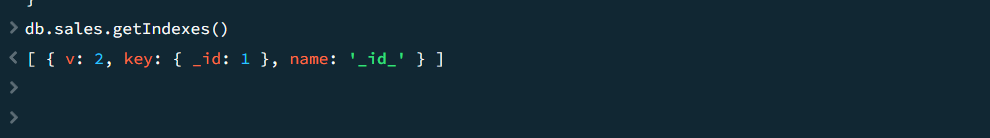 }
> db.sales.getIndexes()
< [ { v: 2, key: { _id: 1 }, name: '_id_' } ]
>
>